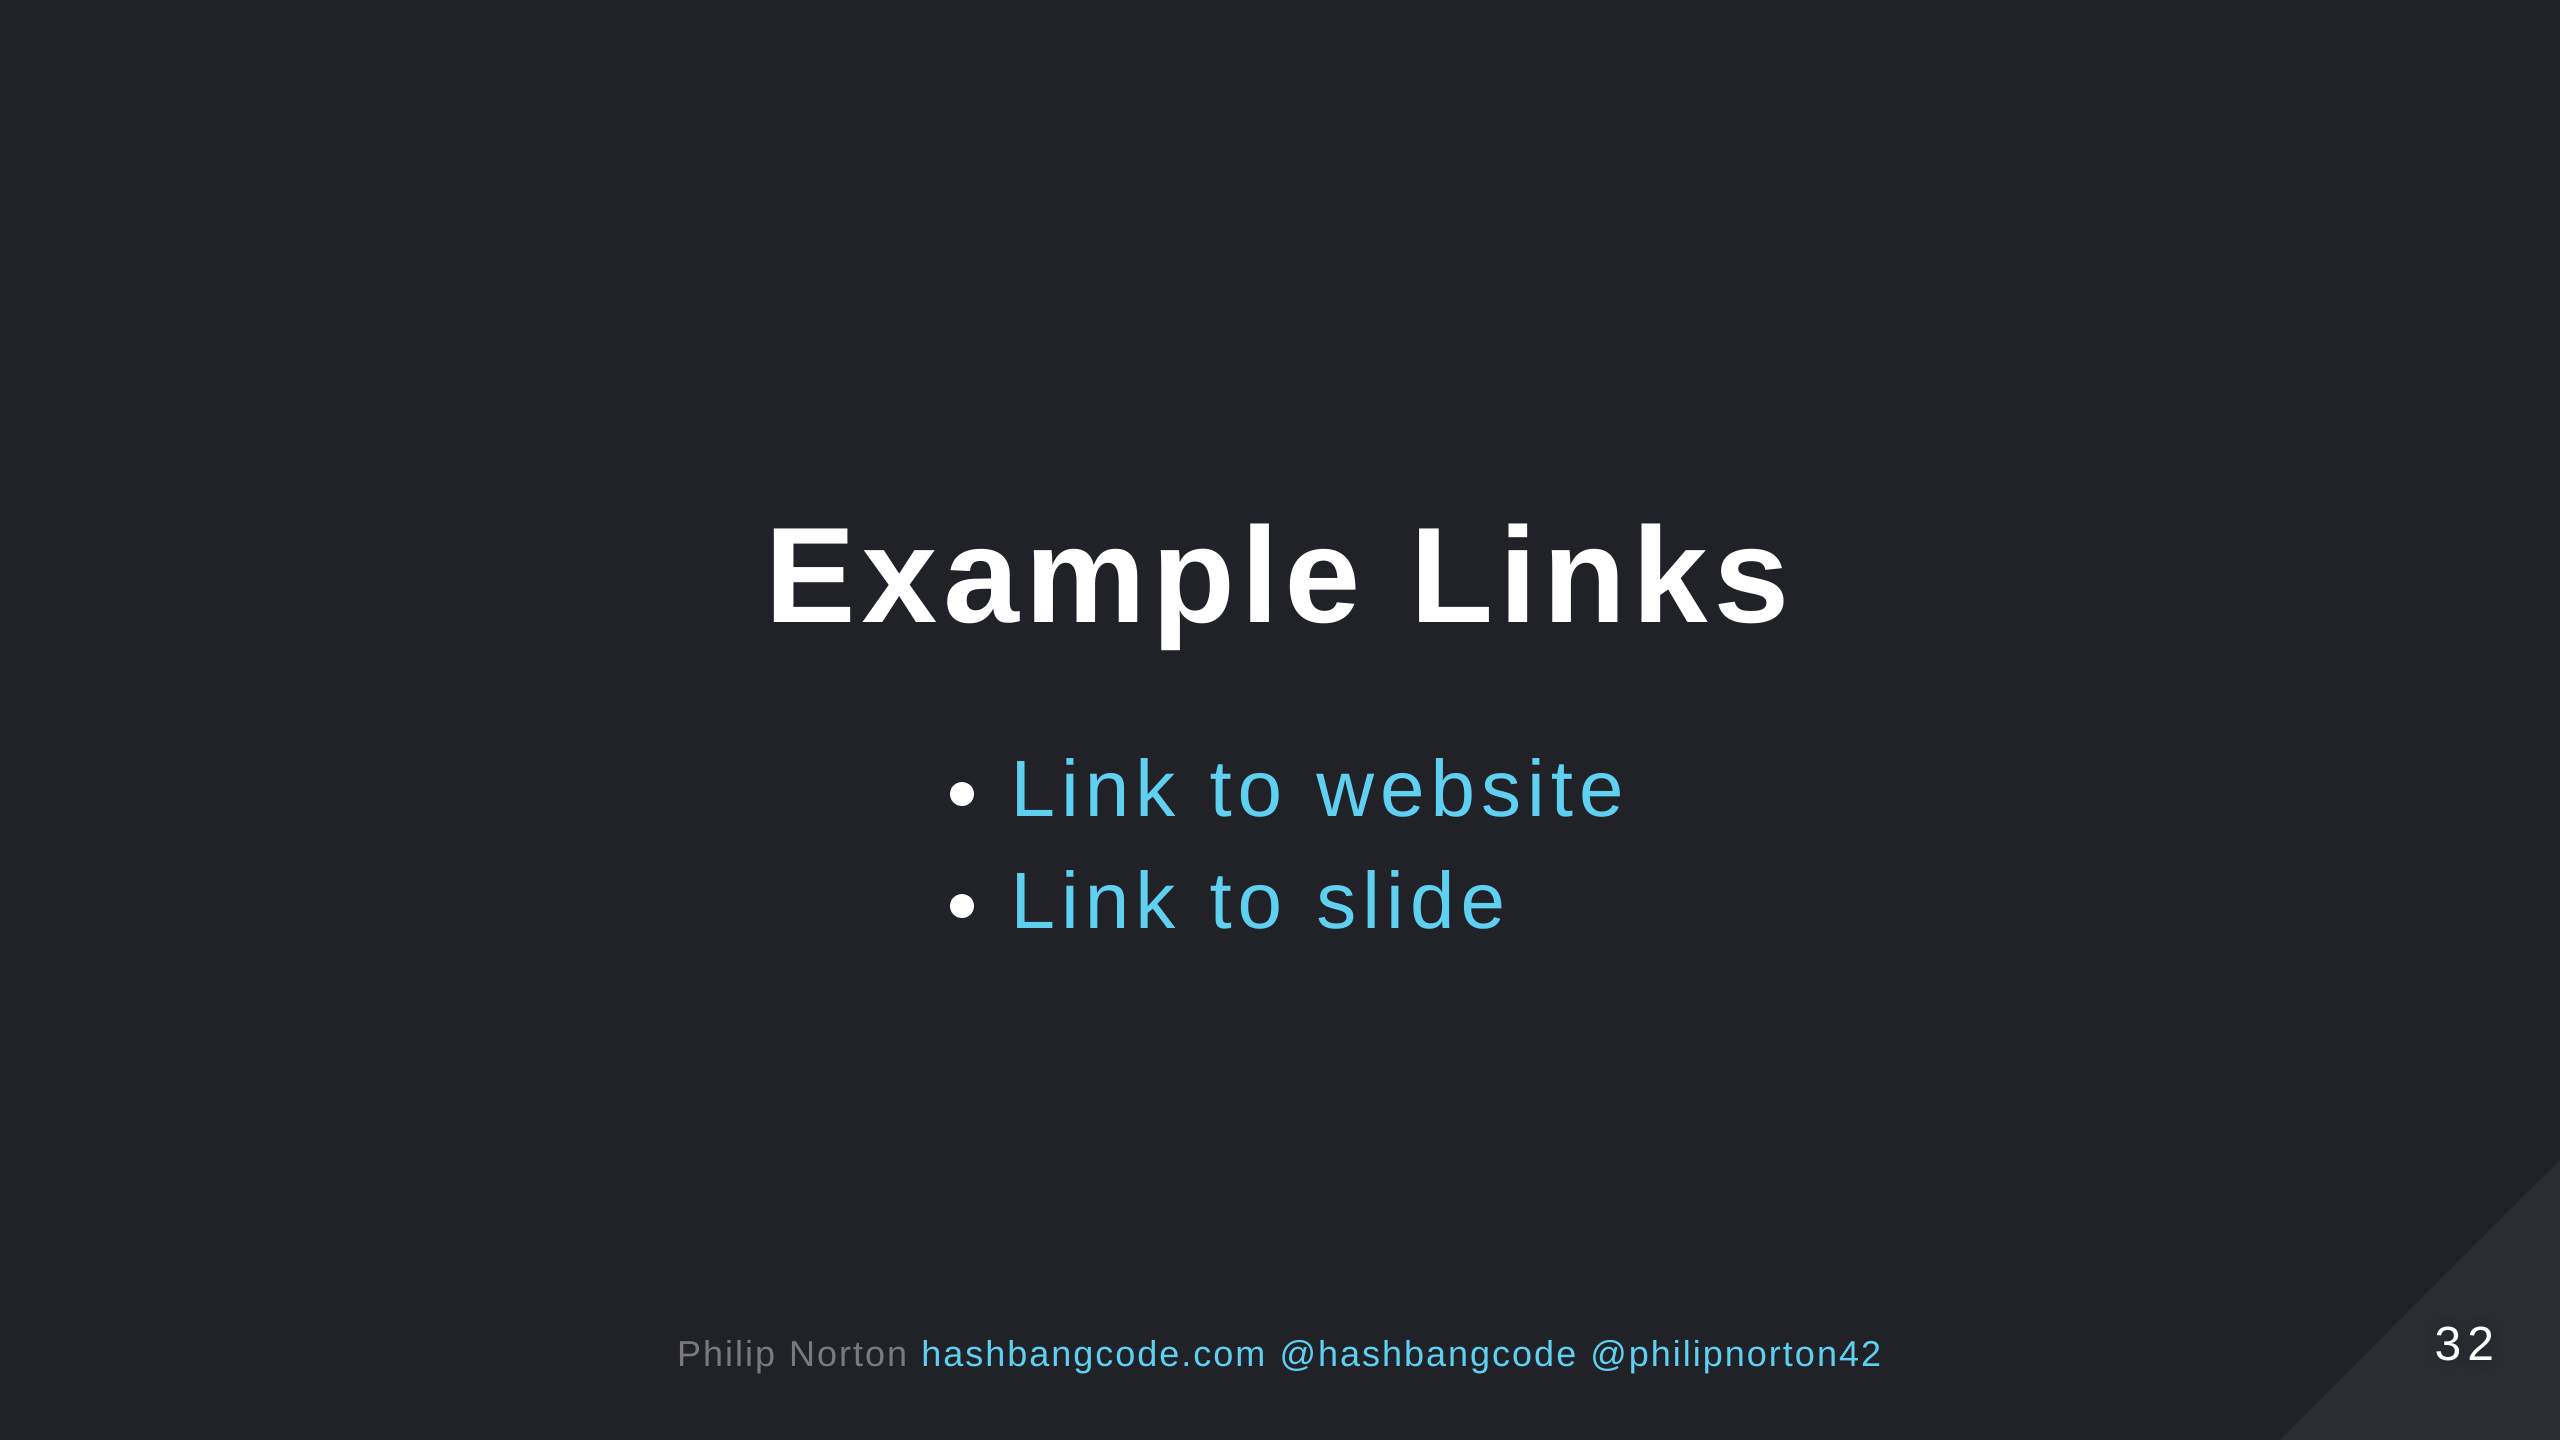 Example Links
• Link to website
• Link to slide
Philip Norton hashbangcode.com @hashbangcode @philipnorton42
32